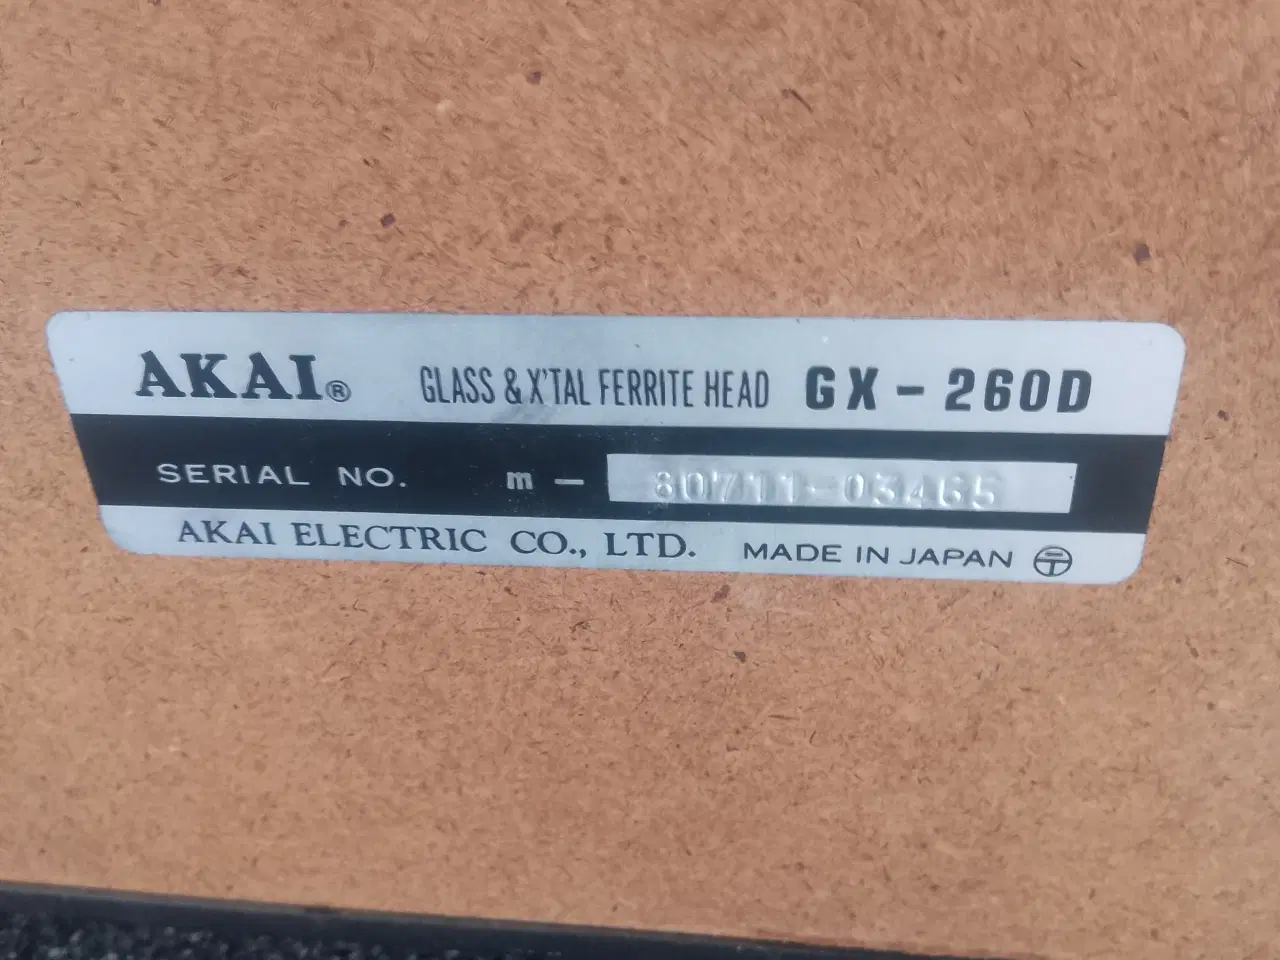 AKAI® GLASS & X'TAL FERRITE HEAD GX-260D
SERIAL NO. m- 80711-03465
AKAI ELECTRIC CO., LTD. MADE IN JAPAN